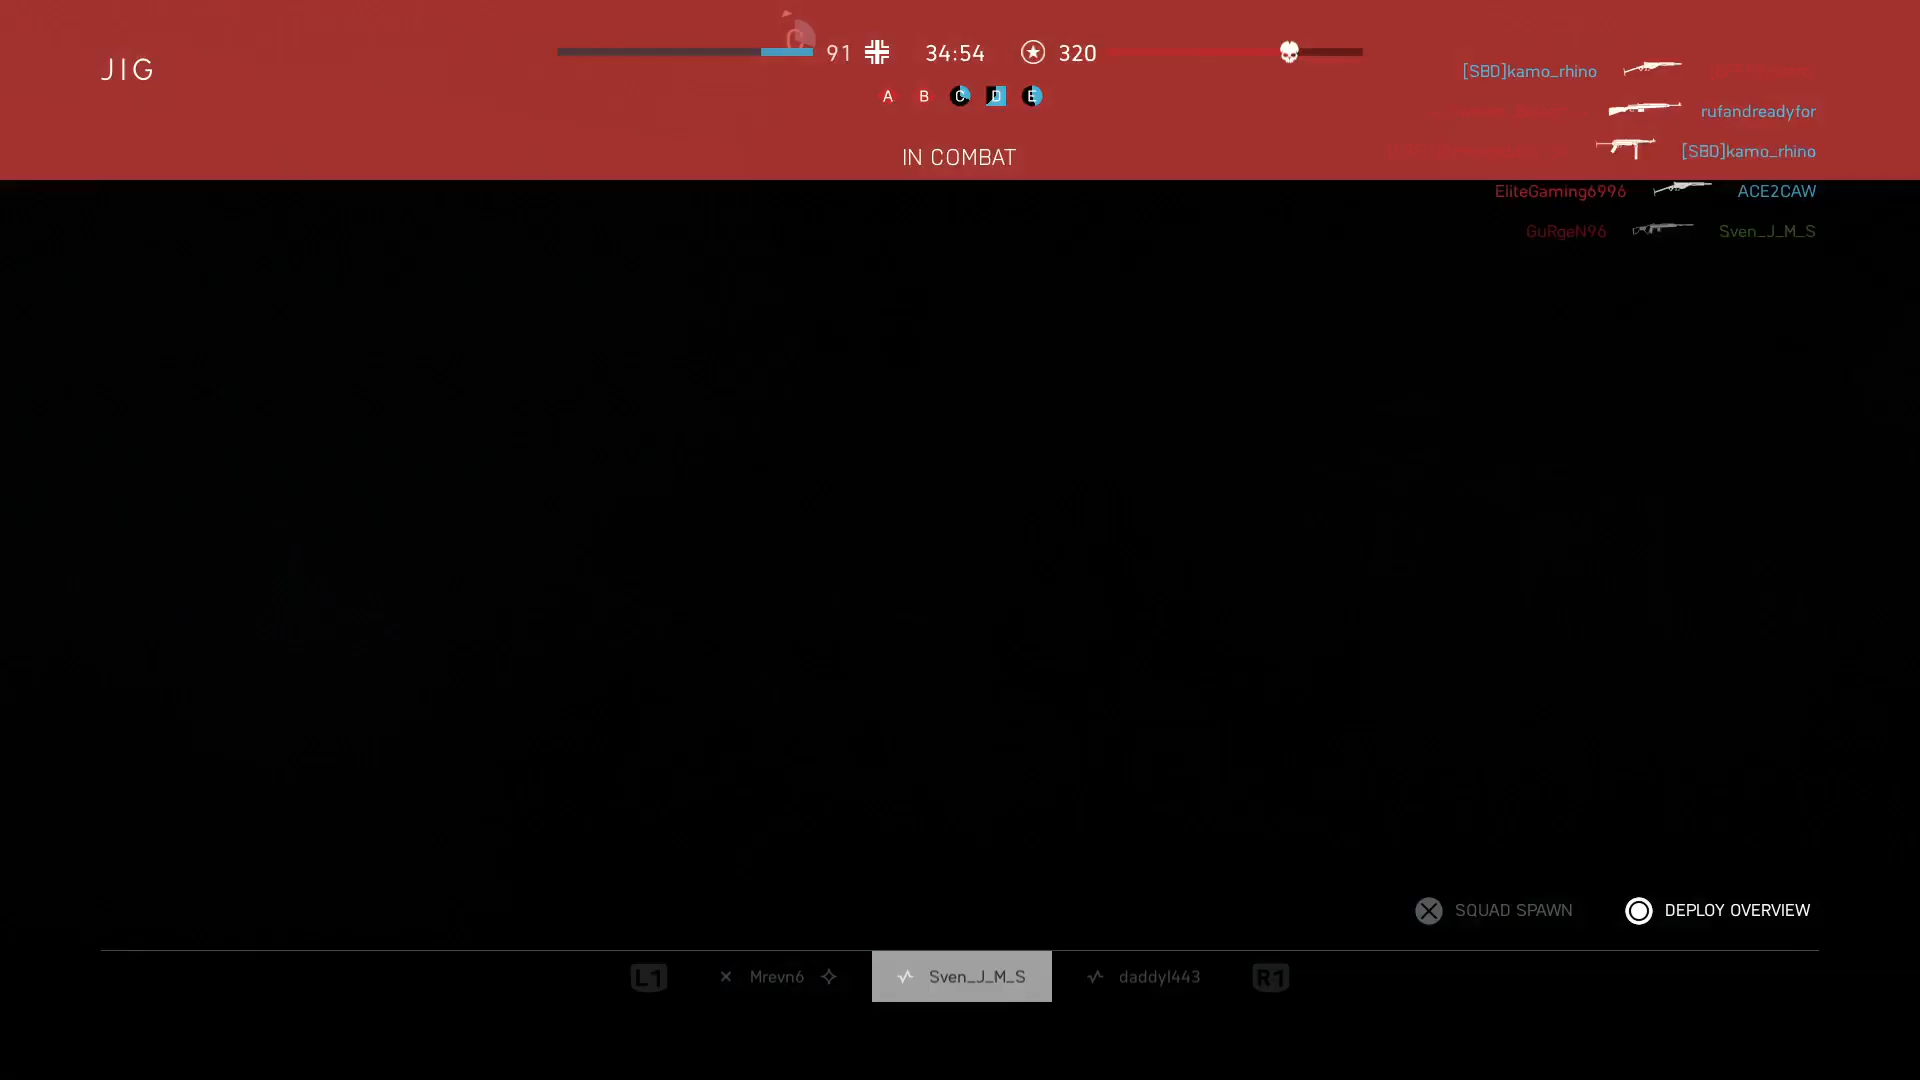 JIG
91 34:54 320
A B C D E
IN COMBAT
[SBD]kamo_rhino
rufandreadyfor
[SBD]kamo_rhino
EliteGaming6996 ACE2CAW
GuRgeN96 Sven_J_M_S
SQUAD SPAWN DEPLOY OVERVIEW
L1 Mrevn6 Sven_J_M_S daddyl443 R1